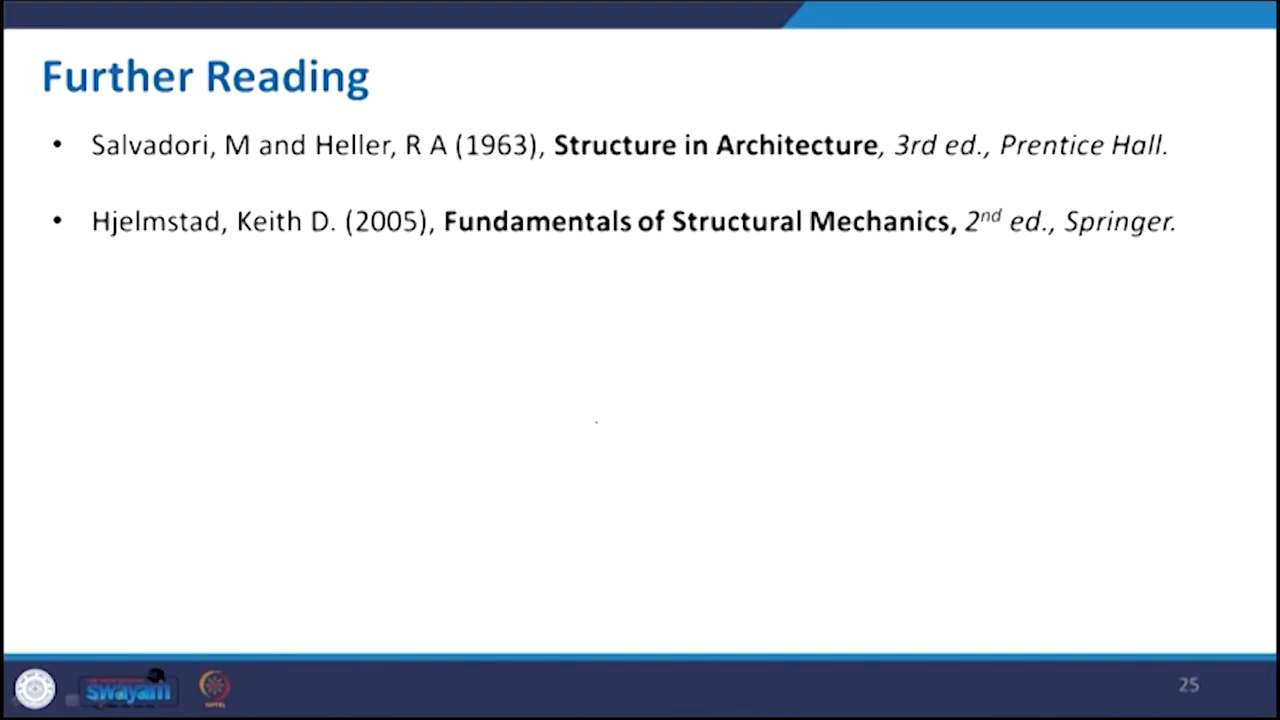 Further Reading
• Salvadori, M and Heller, R A (1963), Structure in Architecture, 3rd ed., Prentice Hall.
• Hjelmstad, Keith D. (2005), Fundamentals of Structural Mechanics, 2nd ed., Springer.
swayam
25